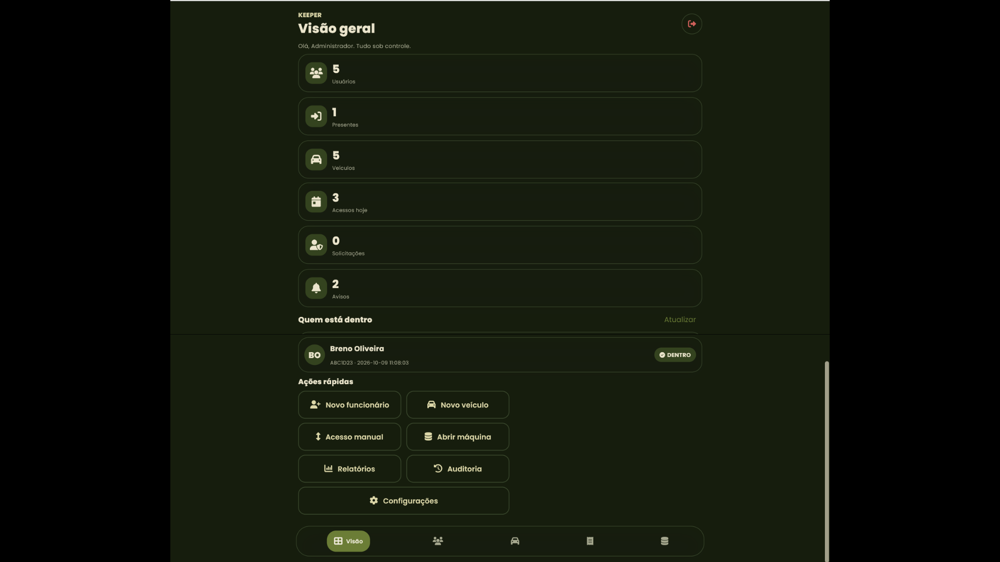 KEEPER
Visão geral
Olá, Administrador. Tudo sob controle.
5
Usuários
1
Presentes
5
Veículos
3
Acessos hoje
0
Solicitações
2
Avisos
Quem está dentro
Atualizar
BO
Breno Oliveira
ABC1D23 · 2026-10-09 11:08:03
DENTRO
Ações rápidas
Novo funcionário
Novo veículo
Acesso manual
Abrir máquina
Relatórios
Auditoria
Configurações
Visão